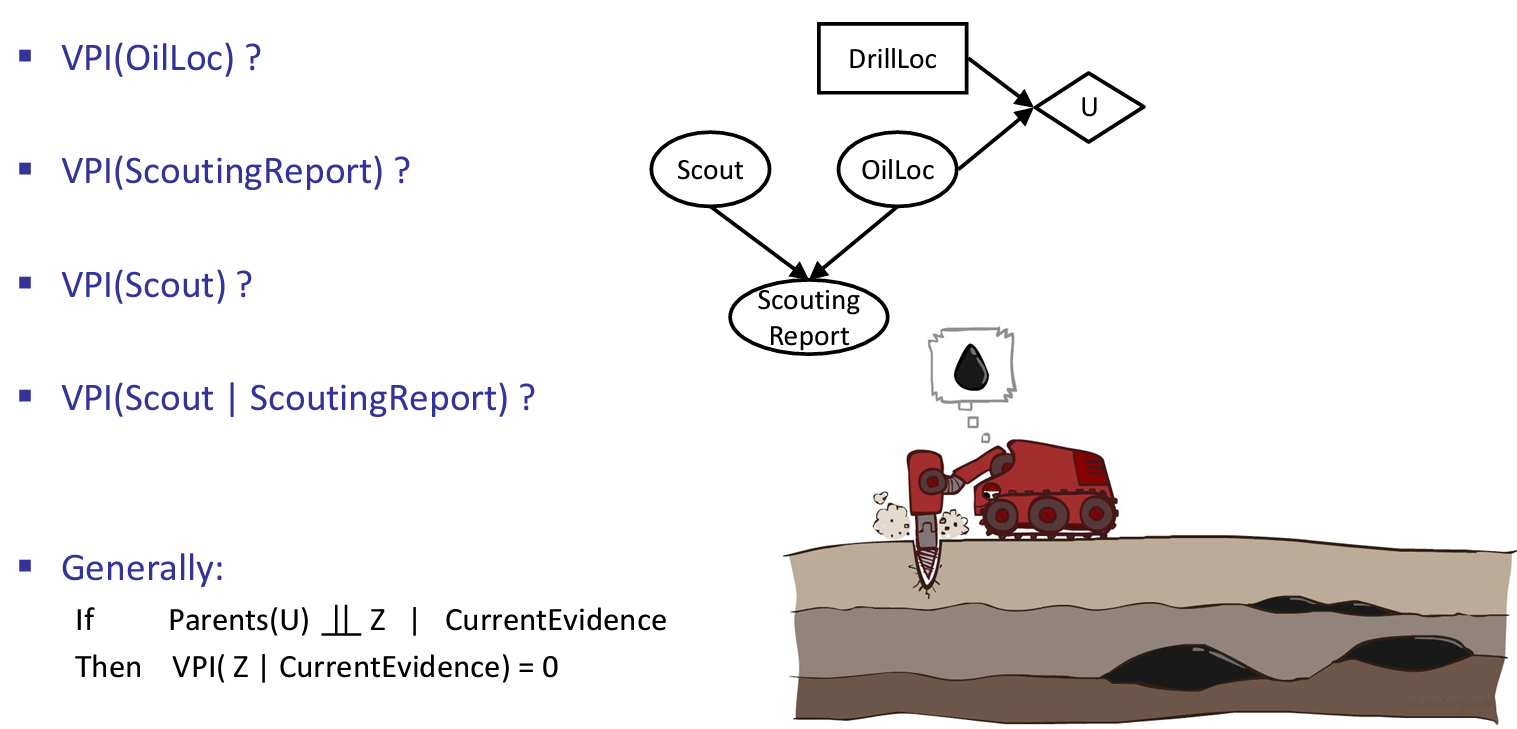 VPI(OilLoc) ?
VPI(ScoutingReport) ?
VPI(Scout) ?
VPI(Scout | ScoutingReport) ?
Generally:
If Parents(U) ⫫ Z | CurrentEvidence
Then VPI( Z | CurrentEvidence) = 0
DrillLoc
U
Scout
OilLoc
Scouting
Report